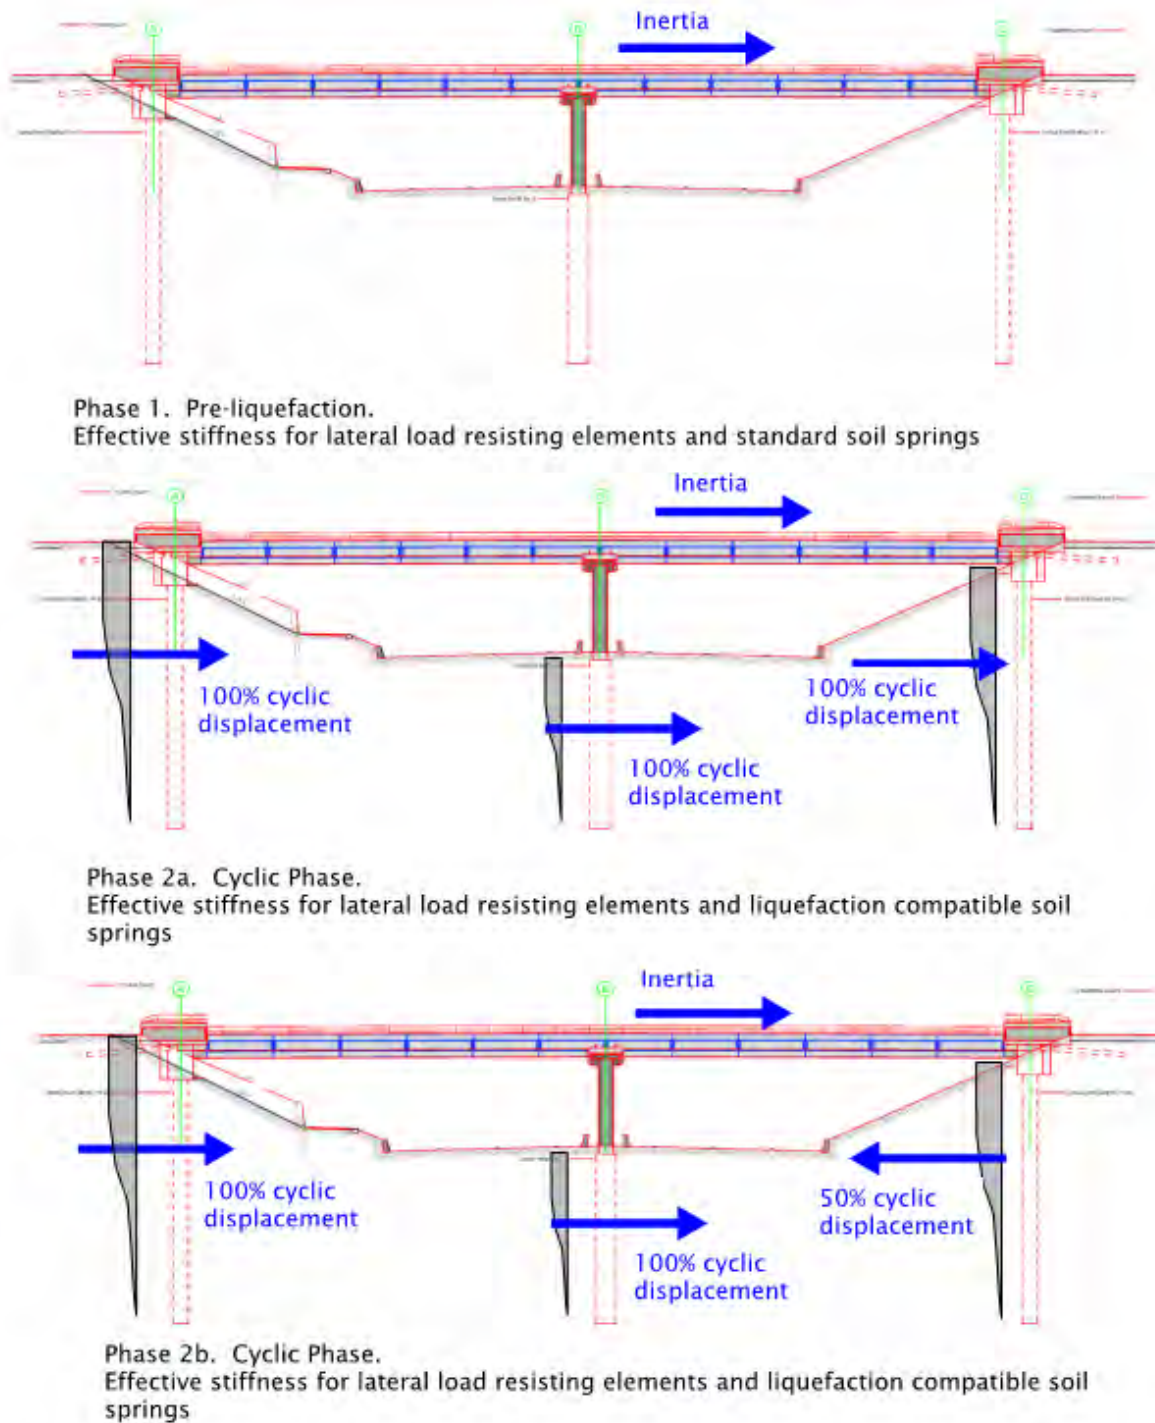 Inertia
Phase 1. Pre-liquefaction.
Effective stiffness for lateral load resisting elements and standard soil springs
Inertia
100% cyclic
displacement
100% cyclic
displacement
100% cyclic
displacement
Phase 2a. Cyclic Phase.
Effective stiffness for lateral load resisting elements and liquefaction compatible soil
springs
Inertia
100% cyclic
displacement
50% cyclic
displacement
100% cyclic
displacement
Phase 2b. Cyclic Phase.
Effective stiffness for lateral load resisting elements and liquefaction compatible soil
springs